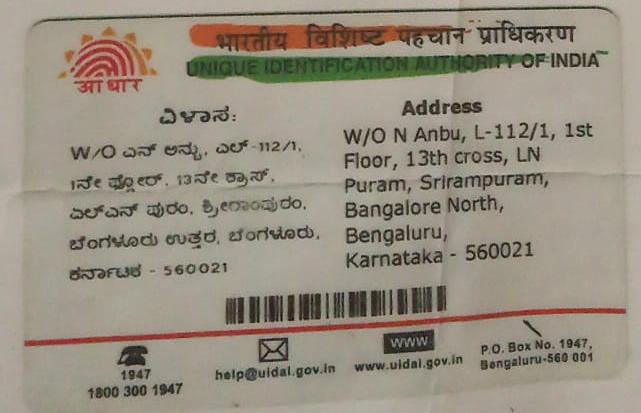 भारतीय विशिष्ट पहचान प्राधिकरण
UNIQUE IDENTIFICATION AUTHORITY OF INDIA
आधार
ವಿಳಾಸ:
W/O ಎನ್ ಅನ್ಬು, ಎಲ್-112/1,
1ನೇ ಫ್ಲೋರ್, 13ನೇ ಕ್ರಾಸ್,
ಎಲ್ಎನ್ ಪುರಂ, ಶ್ರೀರಾಂಪುರಂ,
ಬೆಂಗಳೂರು ಉತ್ತರ, ಬೆಂಗಳೂರು,
ಕರ್ನಾಟಕ - 560021
Address
W/O N Anbu, L-112/1, 1st
Floor, 13th cross, LN
Puram, Srirampuram,
Bangalore North,
Bengaluru,
Karnataka - 560021
1947
1800 300 1947
help@uidai.gov.in
www
www.uidai.gov.in
P.O. Box No. 1947,
Bengaluru-560 001